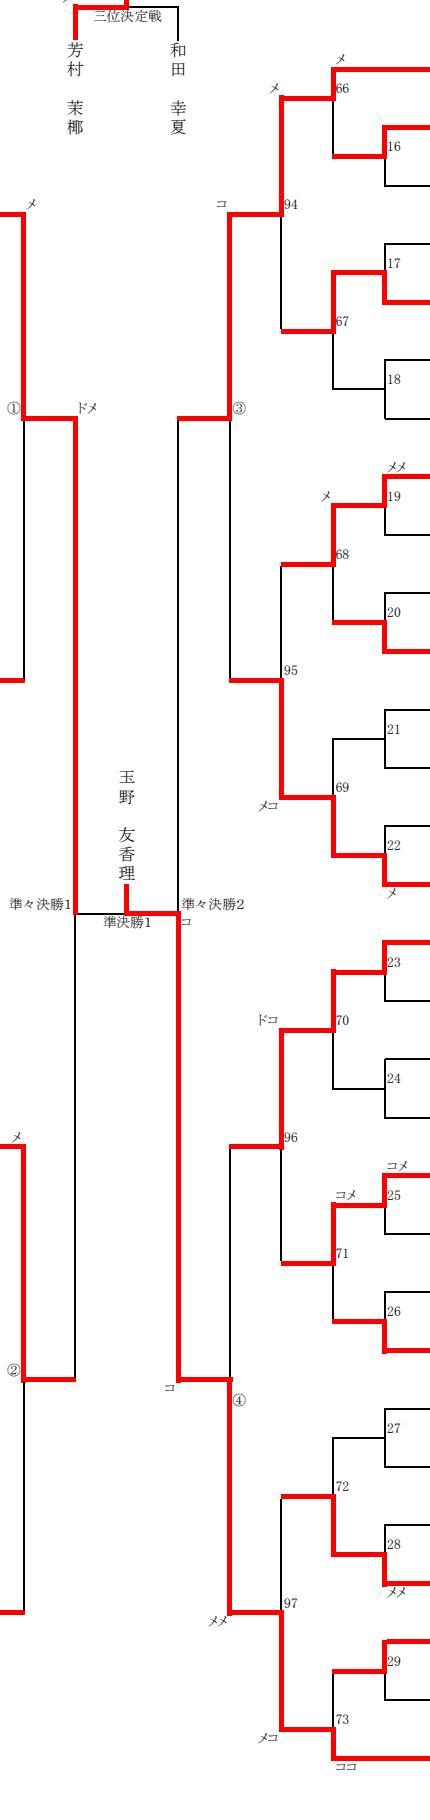 三位決定戦
芳村 茉椰
和田 幸夏
メ
66
メ
16
メ
コ
94
17
67
①
ドメ
③
18
メメ
メ
19
68
20
95
21
玉野 友香理
69
メコ
22
メ
準々決勝1
準決勝1
準々決勝2
コ
23
ドコ
70
24
メ
96
コメ
コメ
25
71
26
②
コ
④
27
72
28
メメ
97
メメ
29
メコ
73
ココ